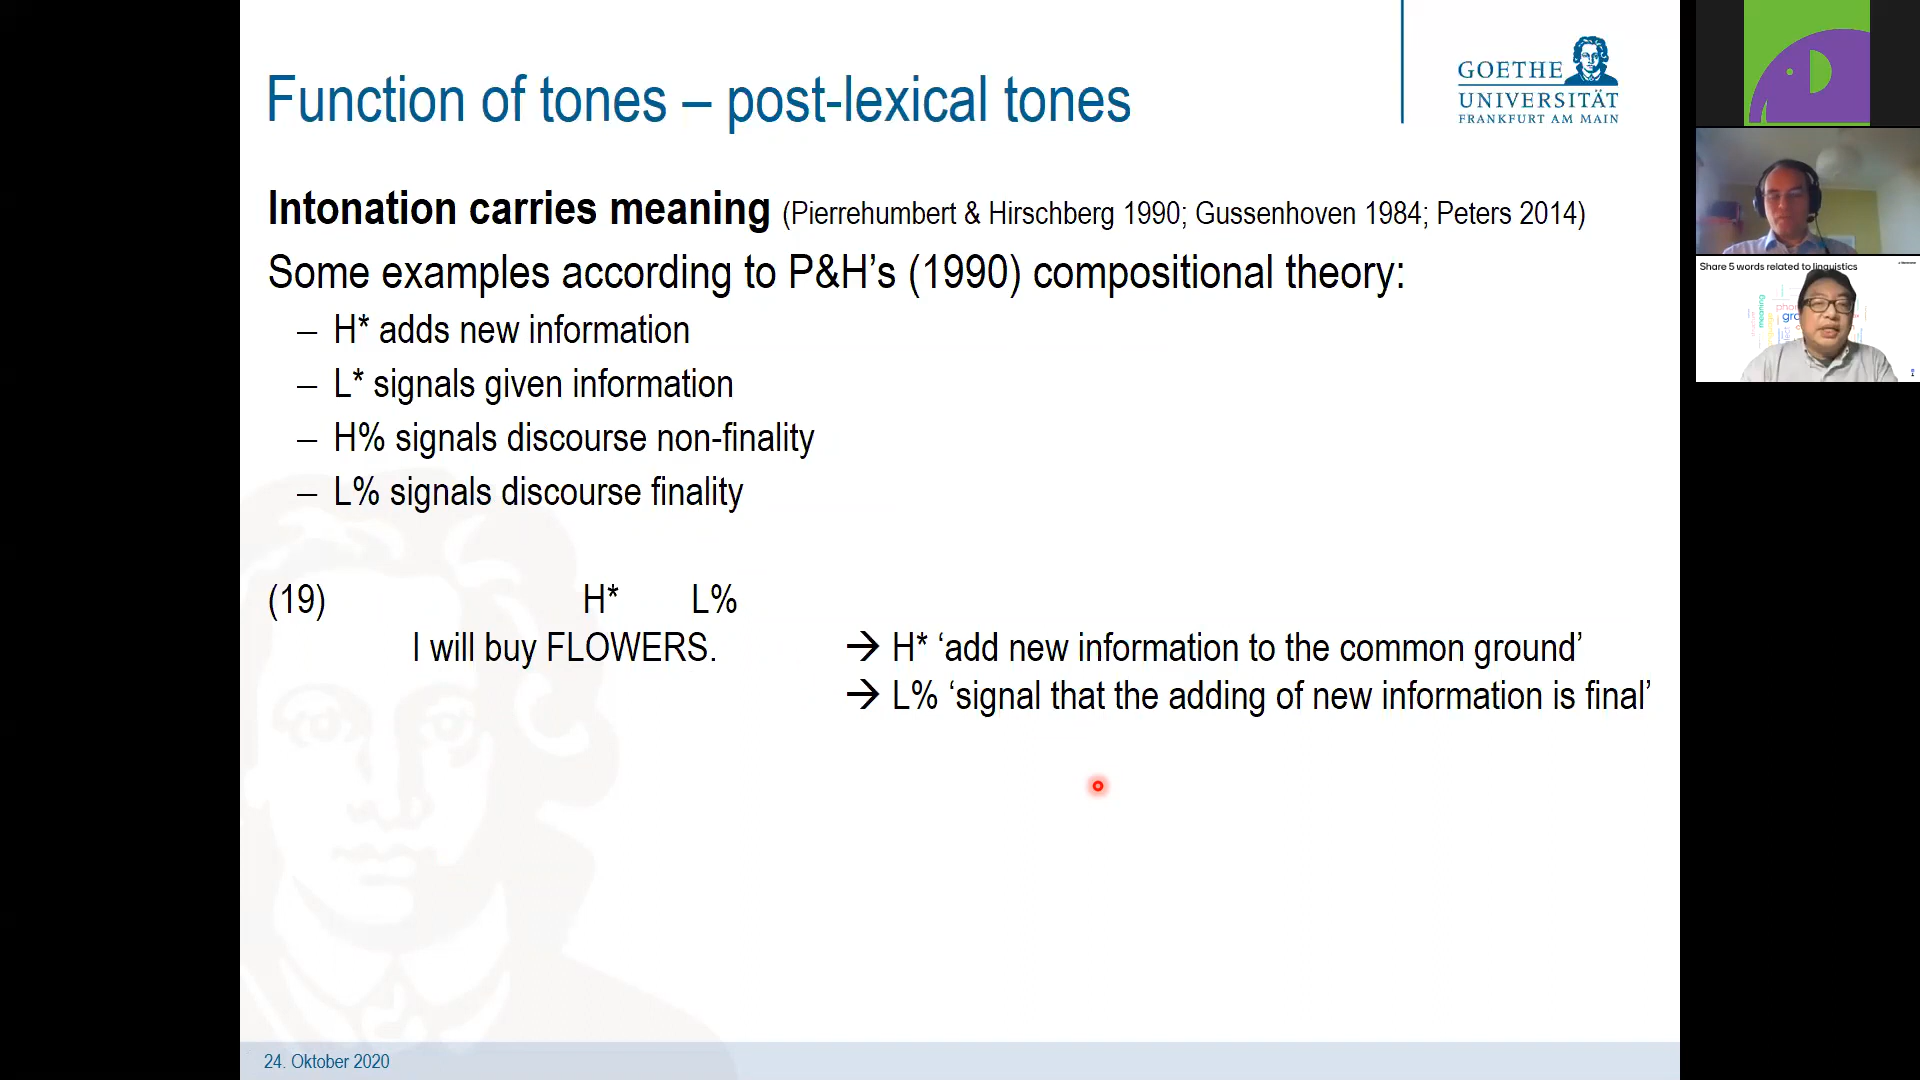 Function of tones – post-lexical tones
GOETHE
UNIVERSITÄT
FRANKFURT AM MAIN
Intonation carries meaning (Pierrehumbert & Hirschberg 1990; Gussenhoven 1984; Peters 2014)
Some examples according to P&H’s (1990) compositional theory:
– H* adds new information
– L* signals given information
– H% signals discourse non-finality
– L% signals discourse finality
(19) H* L%
I will buy FLOWERS. → H* ‘add new information to the common ground’
→ L% ‘signal that the adding of new information is final’
24. Oktober 2020
Share 5 words related to linguistics
meaning